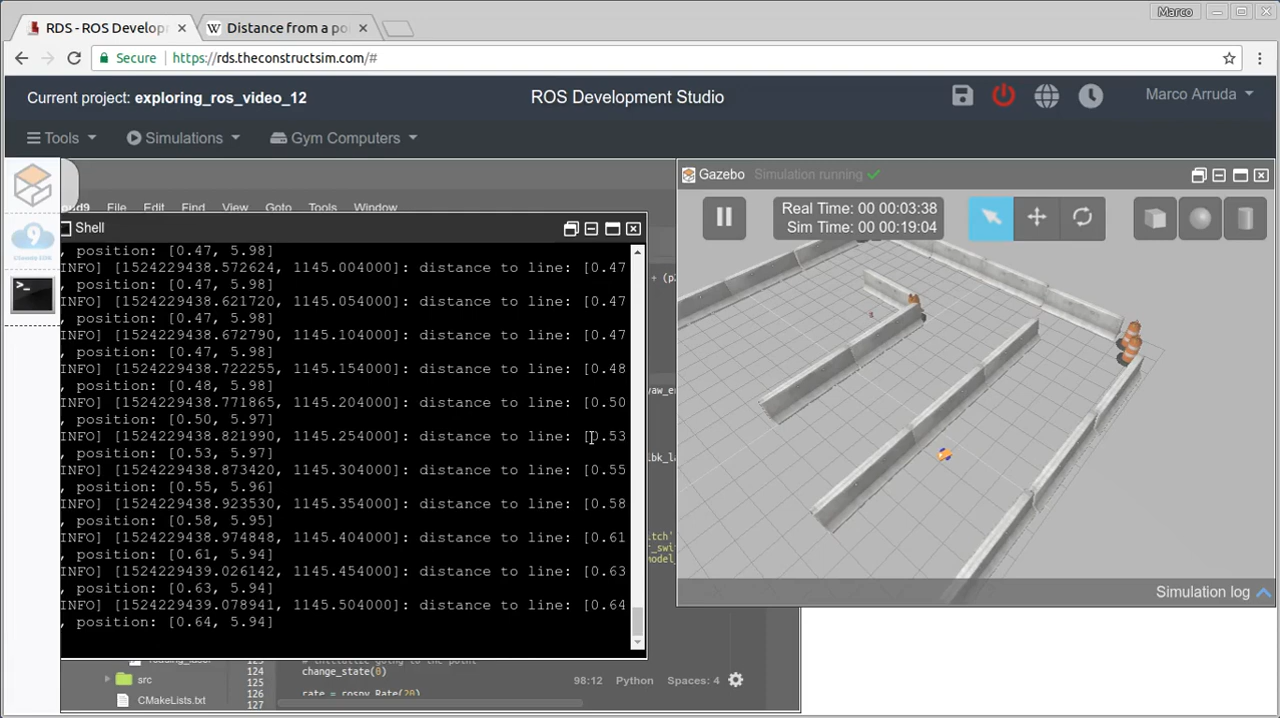 Marco
RDS - ROS Develop
Distance from a po
Secure
https://rds.theconstructsim.com/#
Current project: exploring_ros_video_12
ROS Development Studio
Marco Arruda
Tools
Simulations
Gym Computers
Gazebo
Simulation running
File Edit Find View Goto Tools Window
Shell
Real Time: 00 00:03:38
Sim Time: 00 00:19:04
, position: [0.47, 5.98]
INFO] [1524229438.572624, 1145.004000]: distance to line: [0.47
, position: [0.47, 5.98]
INFO] [1524229438.621720, 1145.054000]: distance to line: [0.47
, position: [0.47, 5.98]
INFO] [1524229438.672790, 1145.104000]: distance to line: [0.47
, position: [0.47, 5.98]
INFO] [1524229438.722255, 1145.154000]: distance to line: [0.48
, position: [0.48, 5.98]
INFO] [1524229438.771865, 1145.204000]: distance to line: [0.50
, position: [0.50, 5.97]
INFO] [1524229438.821990, 1145.254000]: distance to line: [0.53
, position: [0.53, 5.97]
INFO] [1524229438.873420, 1145.304000]: distance to line: [0.55
, position: [0.55, 5.96]
INFO] [1524229438.923530, 1145.354000]: distance to line: [0.58
, position: [0.58, 5.95]
INFO] [1524229438.974848, 1145.404000]: distance to line: [0.61
, position: [0.61, 5.94]
INFO] [1524229439.026142, 1145.454000]: distance to line: [0.63
, position: [0.63, 5.94]
INFO] [1524229439.078941, 1145.504000]: distance to line: [0.64
, position: [0.64, 5.94]
Simulation log
src
CMakeLists.txt
124 change_state(0)
126 rate = rospy.Rate(20)
127
98:12 Python Spaces: 4